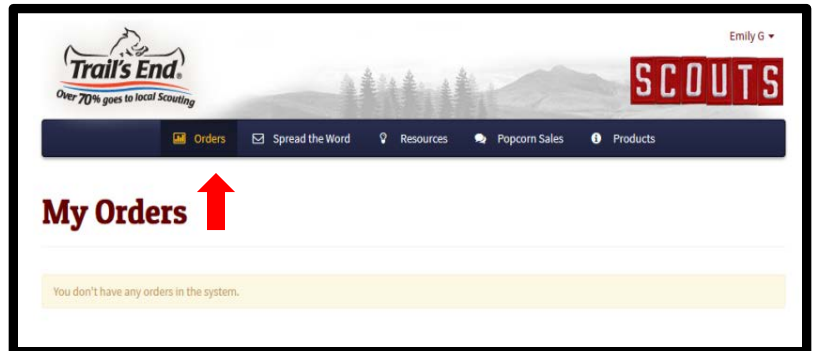 Emily G
Trail's End®
Over 70% goes to local Scouting
SCOUTS
Orders Spread the Word Resources Popcorn Sales Products
My Orders
You don't have any orders in the system.